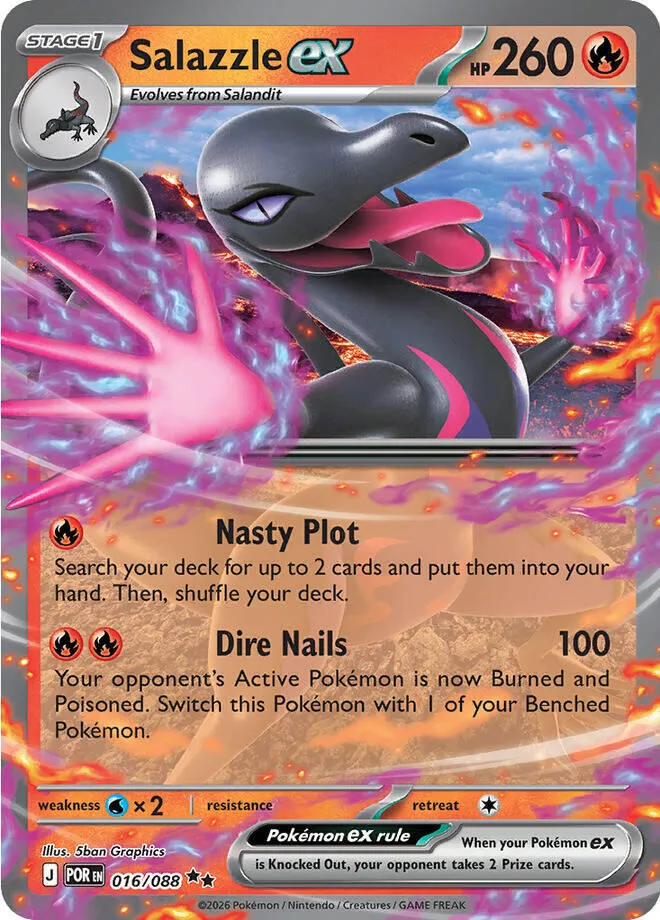 STAGE1
Salazzle ex
HP 260
Evolves from Salandit
Nasty Plot
Search your deck for up to 2 cards and put them into your
hand. Then, shuffle your deck.
Dire Nails 100
Your opponent's Active Pokémon is now Burned and
Poisoned. Switch this Pokémon with 1 of your Benched
Pokémon.
weakness ×2 resistance retreat
Illus. 5ban Graphics
Pokémon ex rule
When your Pokémon ex
is Knocked Out, your opponent takes 2 Prize cards.
J POR EN 016/088 ★★
©2026 Pokémon / Nintendo / Creatures / GAME FREAK